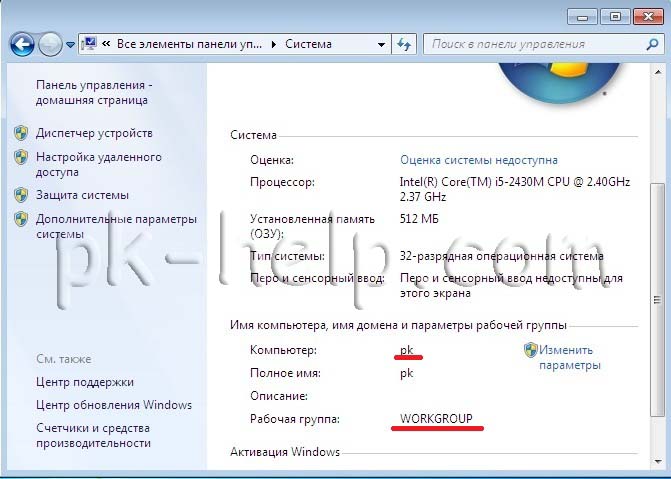 Все элементы панели уп...
Система
Поиск в панели управления
Панель управления -
домашняя страница
Диспетчер устройств
Настройка удаленного
доступа
Защита системы
Дополнительные параметры
системы
См. также
Центр поддержки
Центр обновления Windows
Счетчики и средства
производительности
Система
Оценка: Оценка системы недоступна
Процессор: Intel(R) Core(TM) i5-2430M CPU @ 2.40GHz
2.37 GHz
Установленная память 512 МБ
(ОЗУ):
Тип системы: 32-разрядная операционная система
Перо и сенсорный ввод: Перо и сенсорный ввод недоступны для
этого экрана
pk-help.com
Имя компьютера, имя домена и параметры рабочей группы
Компьютер: pk
Изменить
параметры
Полное имя: pk
Описание:
Рабочая группа: WORKGROUP
Активация Windows